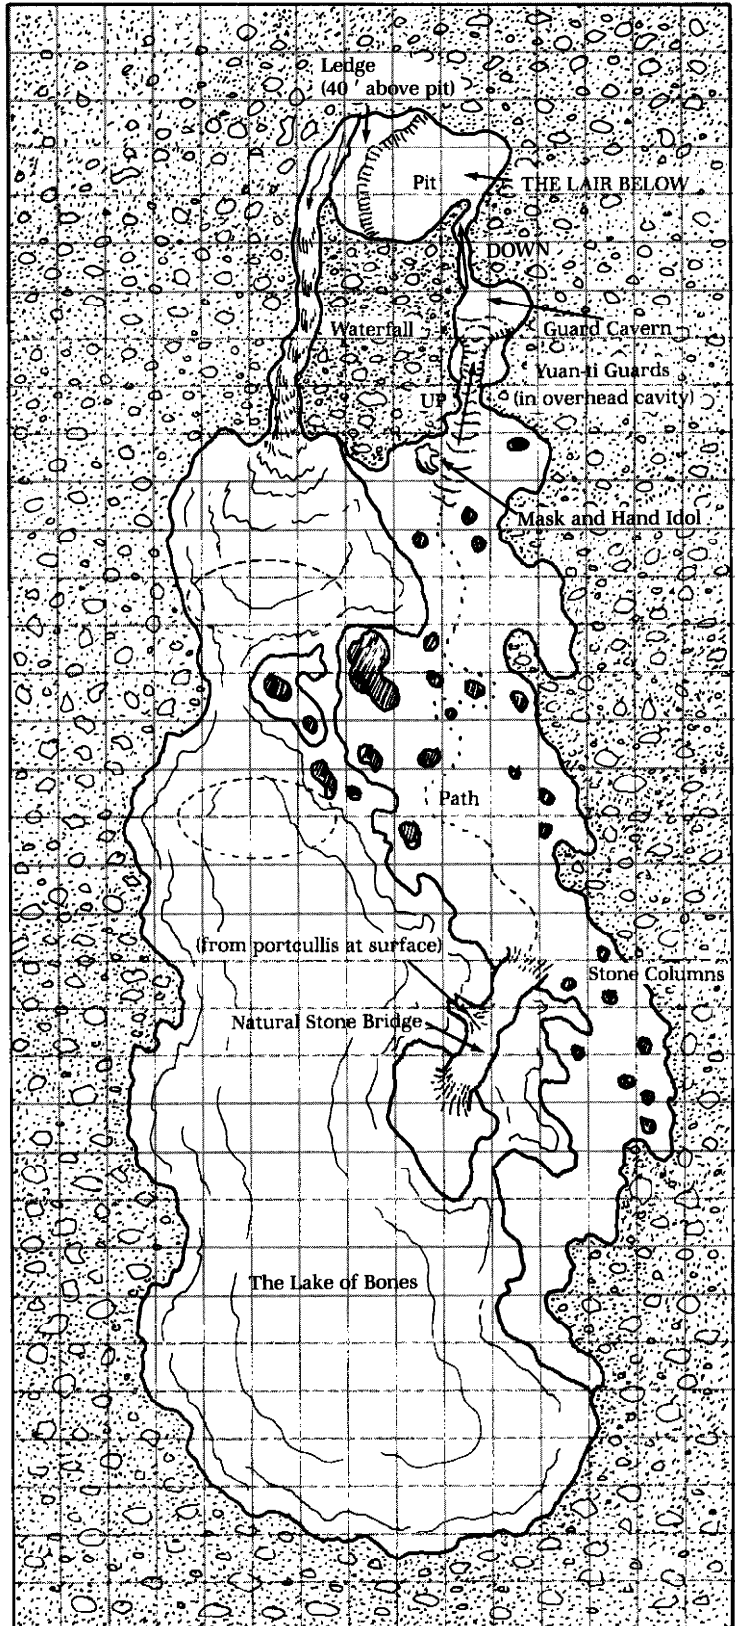 Ledge
(40′ above pit)
Pit
THE LAIR BELOW
DOWN
Waterfall
Guard Cavern
Yuan-ti Guards
(in overhead cavity)
UP
Mask and Hand Idol
Path
(from portcullis at surface)
Stone Columns
Natural Stone Bridge
The Lake of Bones